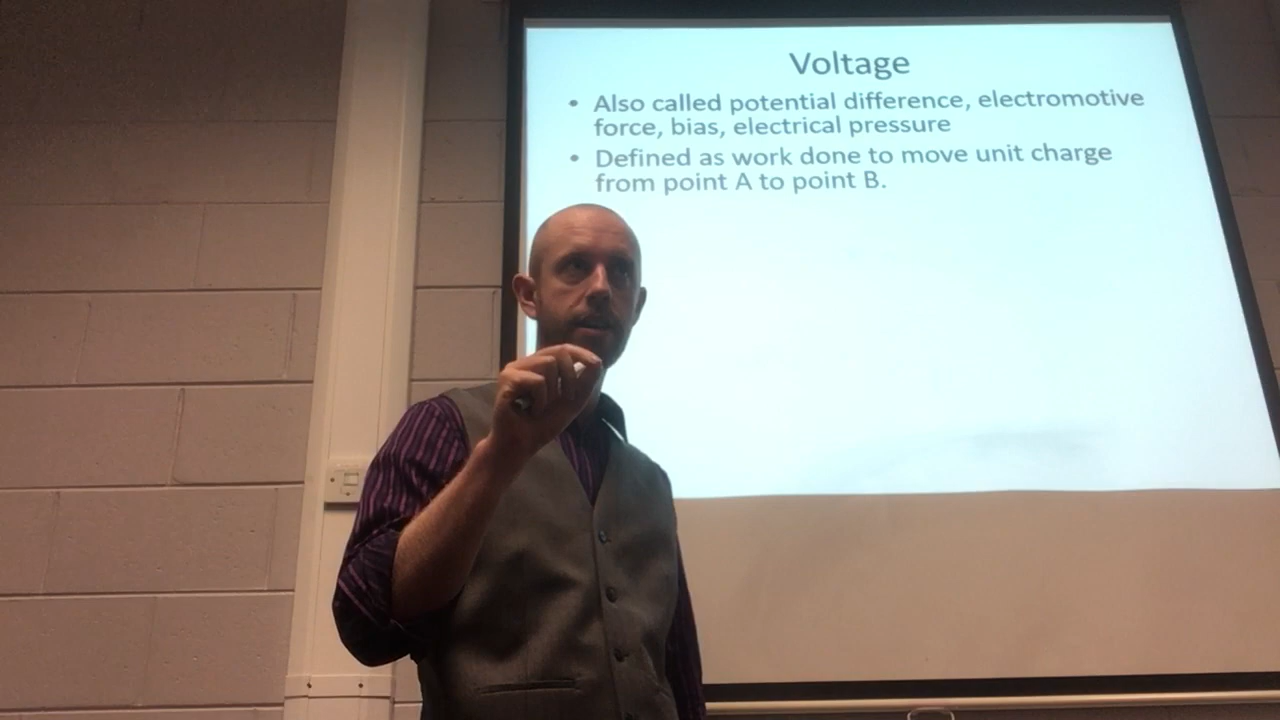 Voltage
• Also called potential difference, electromotive
force, bias, electrical pressure
• Defined as work done to move unit charge
from point A to point B.